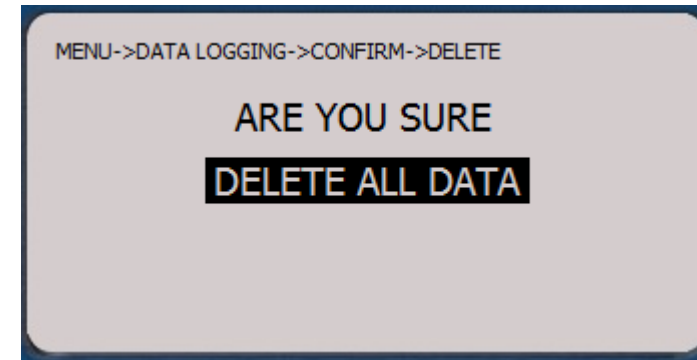 MENU->DATA LOGGING->CONFIRM->DELETE
ARE YOU SURE
DELETE ALL DATA